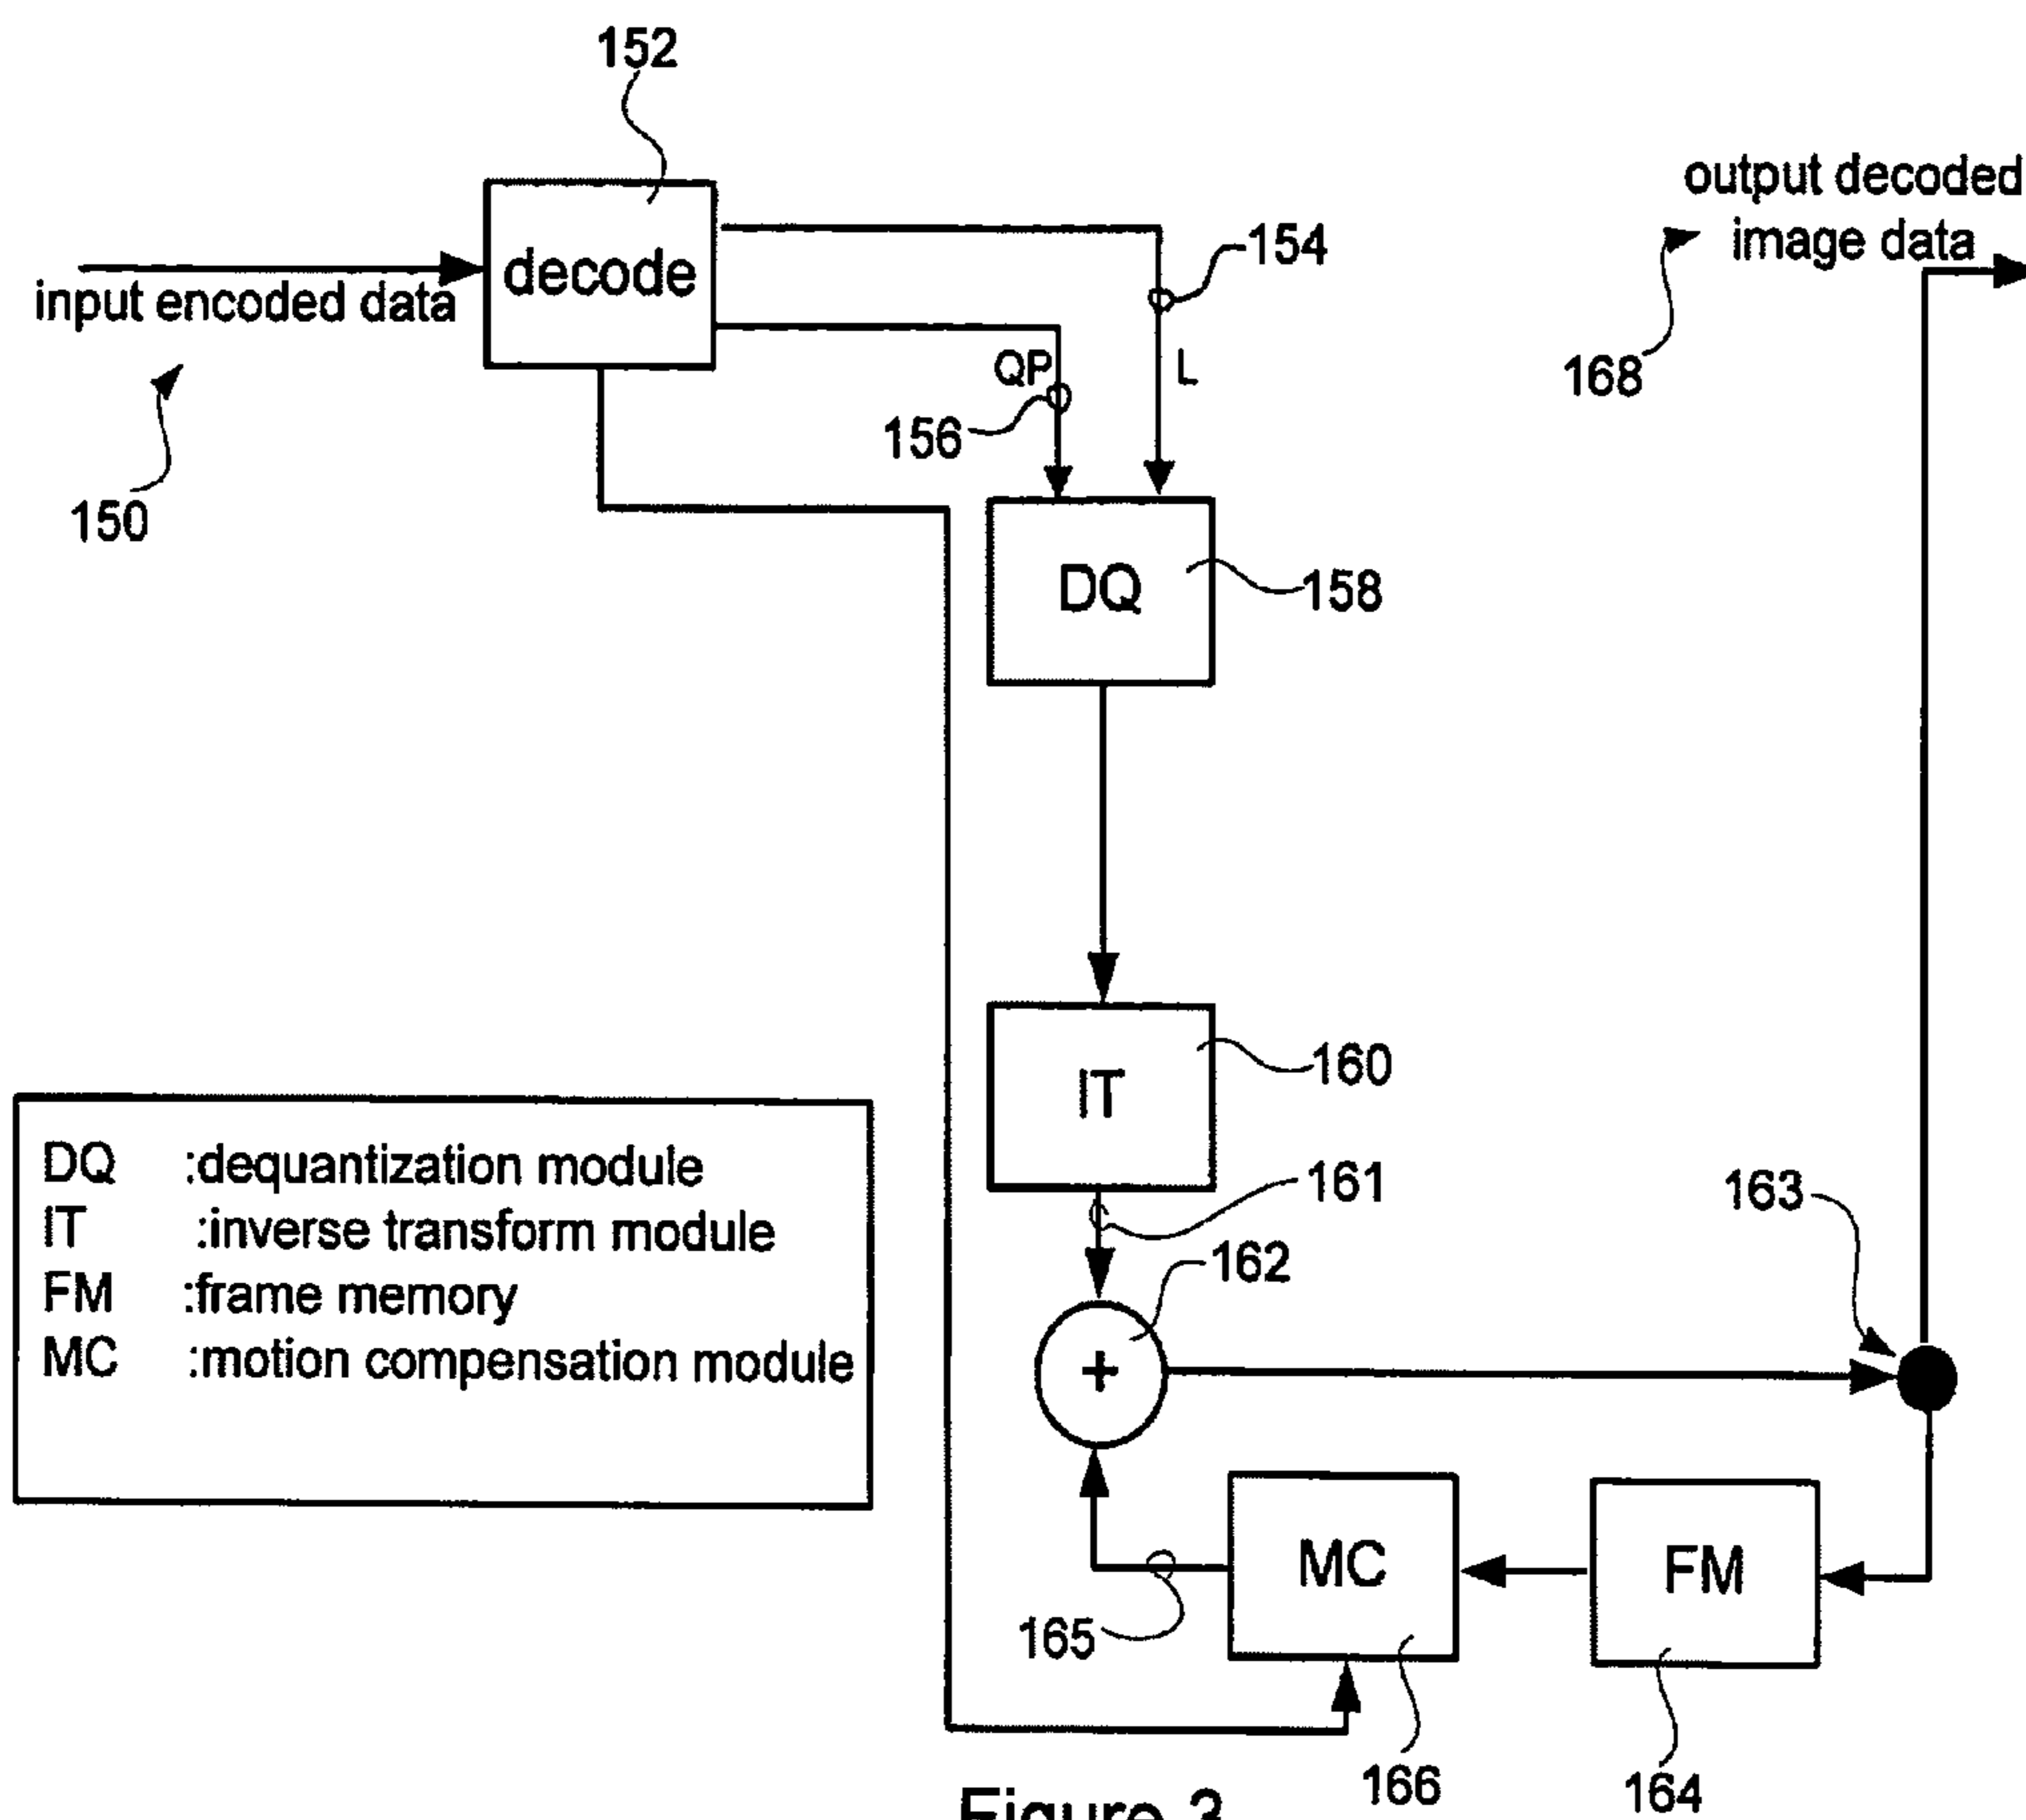 152
output decoded
image data
154
decode
input encoded data
QP
L
168
156
150
DQ
158
160
IT
161
163
162
DQ :dequantization module
IT :inverse transform module
FM :frame memory
MC :motion compensation module
+
MC
FM
165
166
164
Figure 3